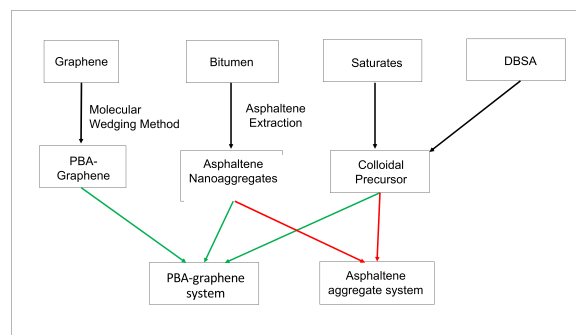 Graphene
Bitumen
Saturates
DBSA
Molecular
Wedging Method
Asphaltene
Extraction
PBA-
Graphene
Asphaltene
Nanoaggregates
Colloidal
Precursor
PBA-graphene
system
Asphaltene
aggregate system